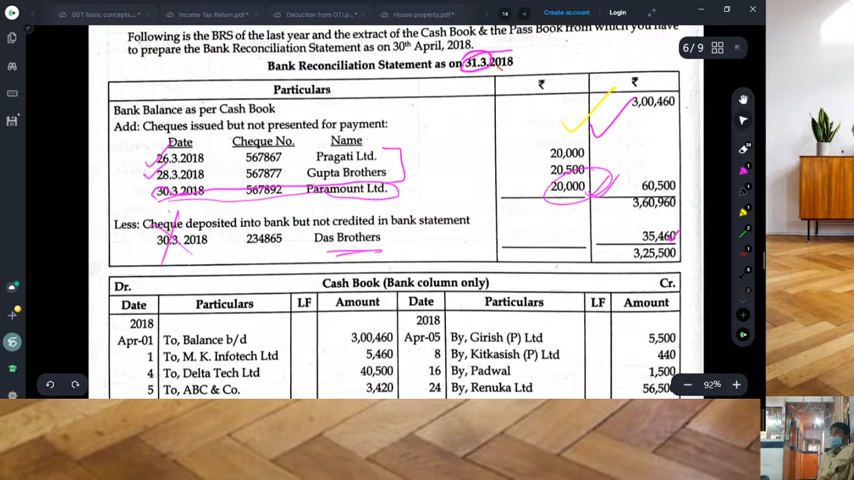 GST basic concepts....
Income Tax Return.pdf*
Deduction from GTI.p...
House property.pdf*
14
Create account
Login
Following is the BRS of the last year and the extract of the Cash Book & the Pass Book from which you have
to prepare the Bank Reconciliation Statement as on 30th April, 2018.
6/9
Bank Reconciliation Statement as on 31.3.2018
Particulars ₹ ₹
Bank Balance as per Cash Book 3,00,460
Add: Cheques issued but not presented for payment:
Date Cheque No. Name
26.3.2018 567867 Pragati Ltd. 20,000
28.3.2018 567877 Gupta Brothers 20,500
30.3.2018 567892 Paramount Ltd. 20,000 60,500
3,60,960
Less: Cheque deposited into bank but not credited in bank statement
30.3. 2018 234865 Das Brothers 35,460
3,25,500
Dr. Cash Book (Bank column only) Cr.
Date Particulars LF Amount Date Particulars LF Amount
2018 2018
Apr-01 To, Balance b/d 3,00,460 Apr-05 By, Girish (P) Ltd 5,500
1 To, M. K. Infotech Ltd 5,460 8 By, Kitkasish (P) Ltd 440
4 To, Delta Tech Ltd 40,500 16 By, Padwal 1,500
5 To, ABC & Co. 3,420 24 By, Renuka Ltd 56,500
92%